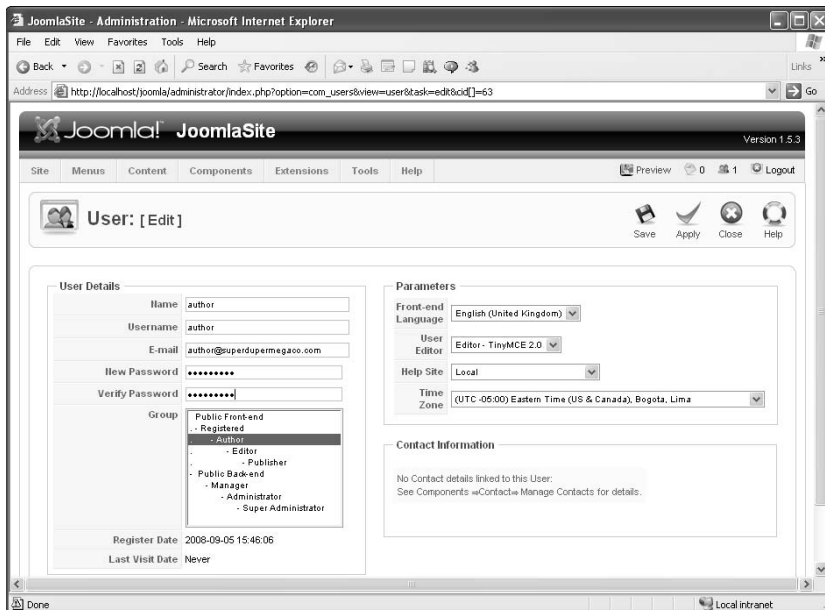 JoomlaSite - Administration - Microsoft Internet Explorer
File Edit View Favorites Tools Help
Back Search Favorites Links »
Address http://localhost/joomla/administrator/index.php?option=com_users&view=user&task=edit&cid[]=63 Go
Joomla! JoomlaSite
Version 1.5.3
Site Menus Content Components Extensions Tools Help Preview 0 1 Logout
User: [ Edit ]
Save Apply Close Help
User Details
Name author
Username author
E-mail author@superdupermegaco.com
New Password •••••••••
Verify Password •••••••••
Group
Public Front-end
. - Registered
. - Author
. - Editor
. - Publisher
- Public Back-end
- Manager
- Administrator
- Super Administrator
Register Date 2008-09-05 15:46:06
Last Visit Date Never
Parameters
Front-end
Language
English (United Kingdom)
User
Editor
Editor - TinyMCE 2.0
Help Site Local
Time
Zone
(UTC -05:00) Eastern Time (US & Canada), Bogota, Lima
Contact Information
No Contact details linked to this User:
See Components ⇒Contact⇒ Manage Contacts for details.
Done Local intranet